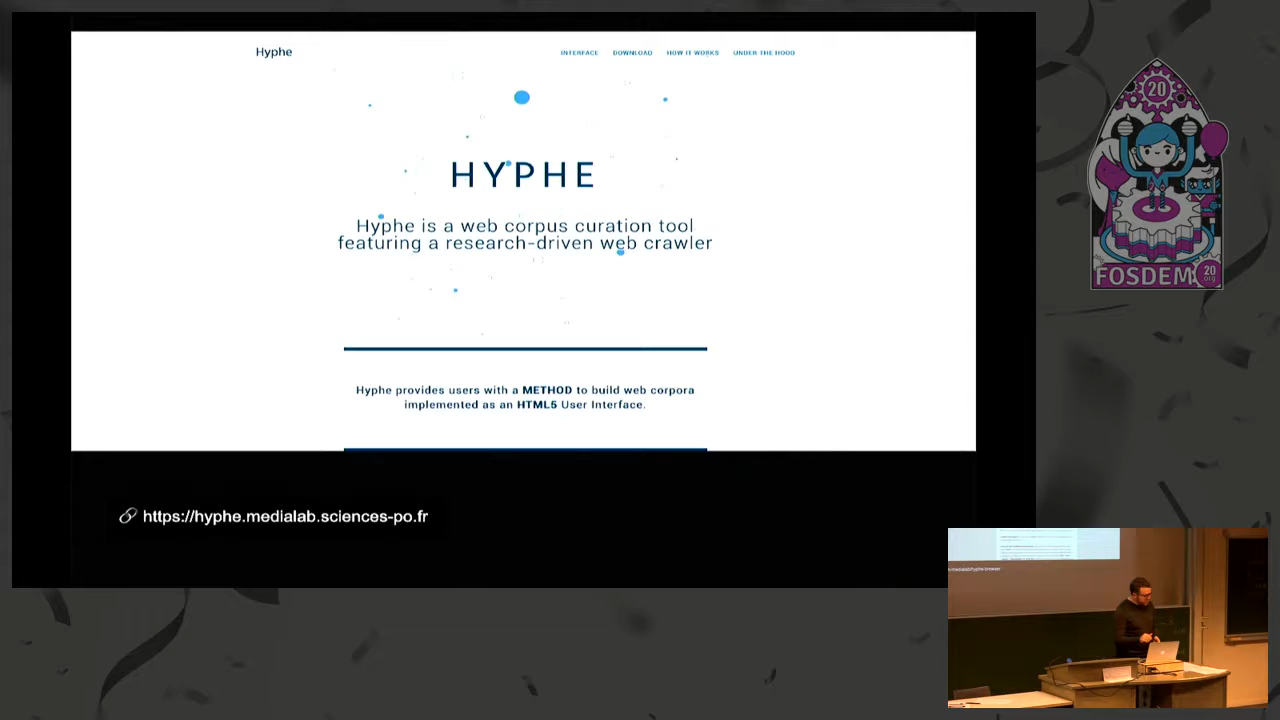 Hyphe
INTERFACE DOWNLOAD HOW IT WORKS UNDER THE HOOD
HYPHE
Hyphe is a web corpus curation tool
featuring a research-driven web crawler
Hyphe provides users with a METHOD to build web corpora
implemented as an HTML5 User Interface.
https://hyphe.medialab.sciences-po.fr
20
FOSDEM
20
.org